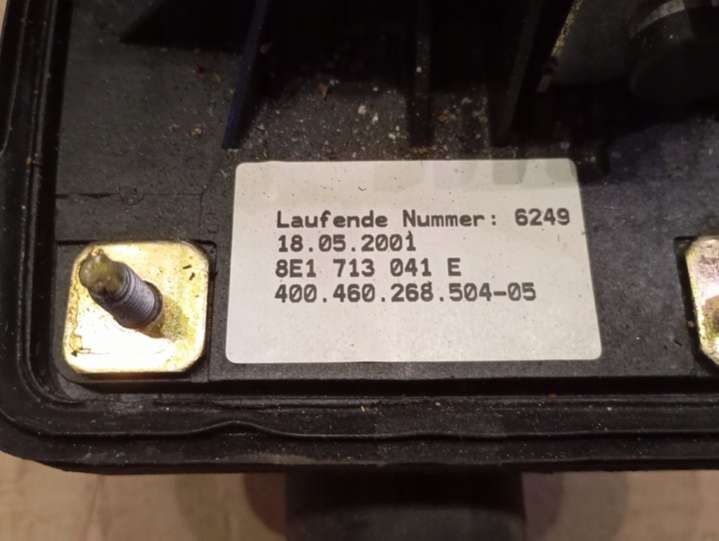 Laufende Nummer: 6249
18.05.2001
8E1 713 041 E
400.460.268.504-05